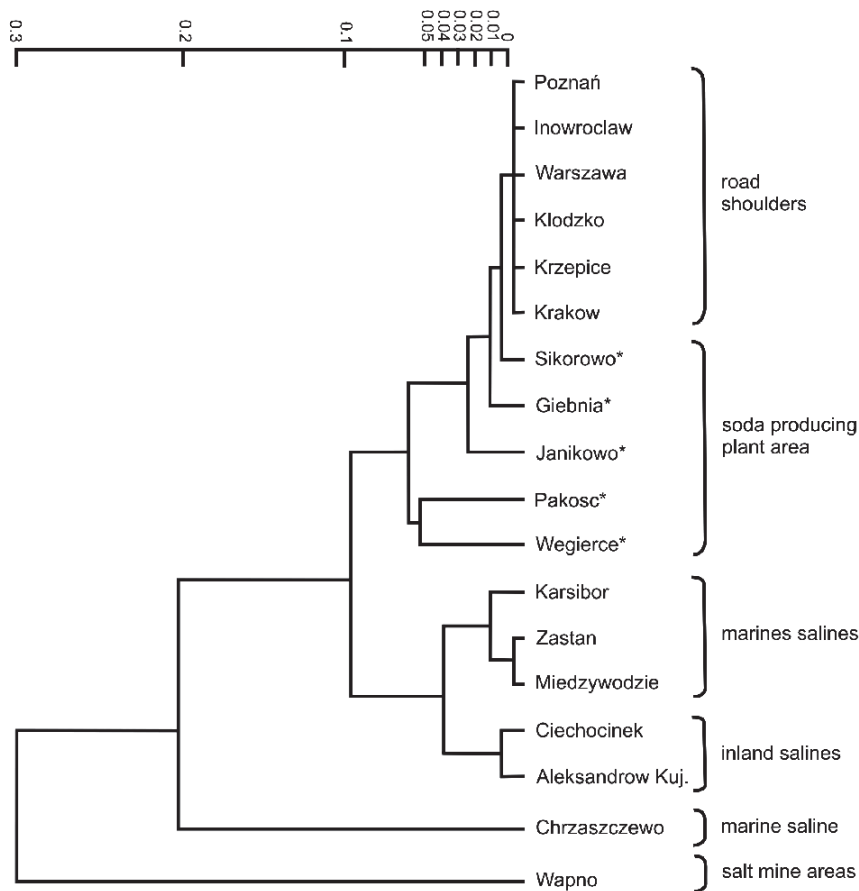 0.3
0.2
0.1
0.05
0.04
0.03
0.02
0.01
0
Poznań
Inowroclaw
Warszawa
Klodzko
Krzepice
Krakow
road
shoulders
Sikorowo*
Giebnia*
Janikowo*
Pakosc*
Wegierce*
soda producing
plant area
Karsibor
Zastan
Miedzywodzie
marines salines
Ciechocinek
Aleksandrow Kuj.
inland salines
Chrzaszczewo
marine saline
Wapno
salt mine areas